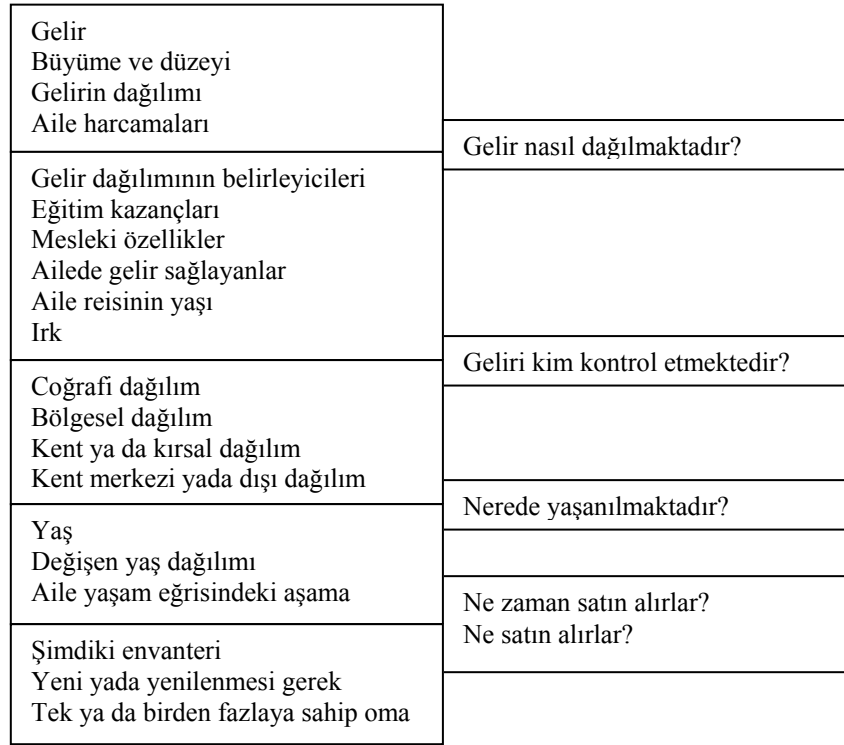 Gelir
Büyüme ve düzeyi
Gelirin dağılımı
Aile harcamaları
Gelir nasıl dağılmaktadır?
Gelir dağılımının belirleyicileri
Eğitim kazançları
Mesleki özellikler
Ailede gelir sağlayanlar
Aile reisinin yaşı
Irk
Geliri kim kontrol etmektedir?
Coğrafi dağılım
Bölgesel dağılım
Kent ya da kırsal dağılım
Kent merkezi yada dışı dağılım
Nerede yaşanılmaktadır?
Yaş
Değişen yaş dağılımı
Aile yaşam eğrisindeki aşama
Ne zaman satın alırlar?
Ne satın alırlar?
Şimdiki envanteri
Yeni yada yenilenmesi gerek
Tek ya da birden fazlaya sahip oma